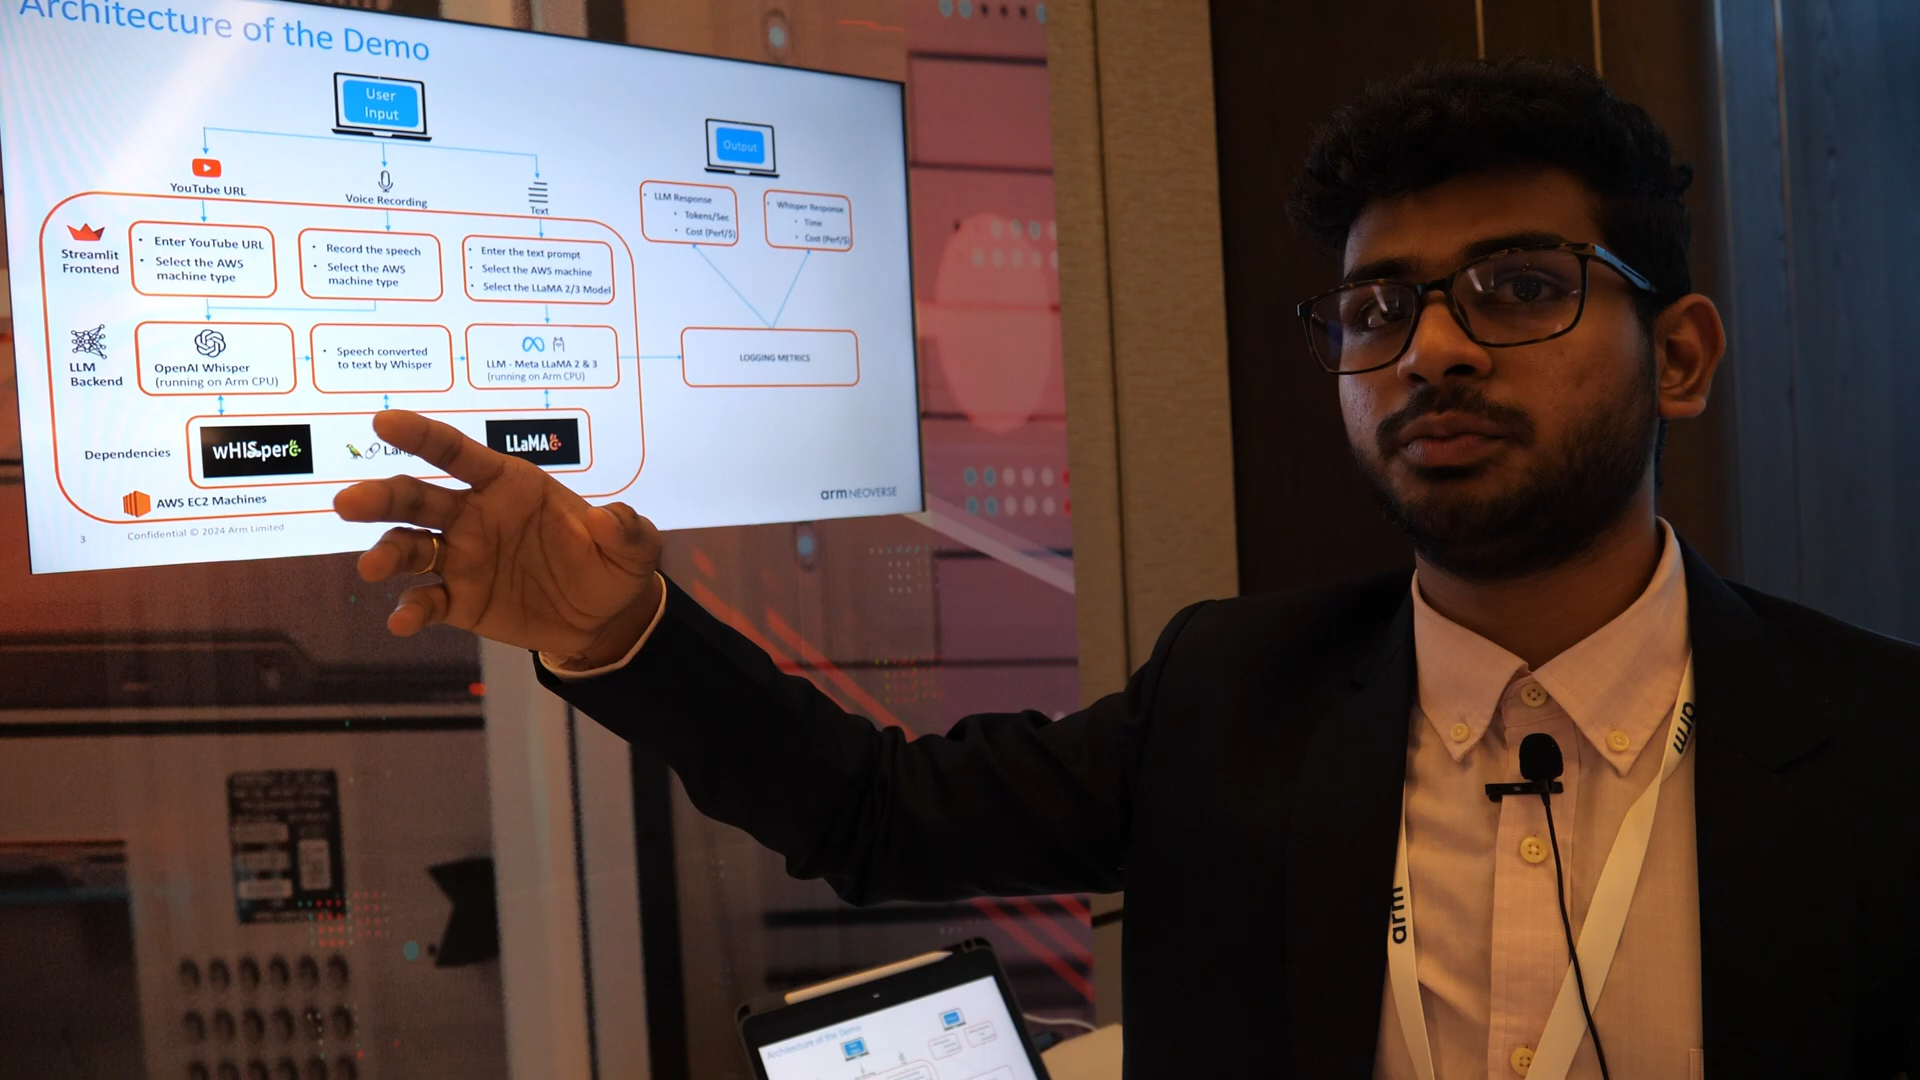 Architecture of the Demo
User
Input
Output
YouTube URL
Voice Recording
Text
• LLM Response
• Tokens/Sec
• Cost (Perf/$)
• Whisper Response
• Time
• Cost (Perf/$)
Streamlit
Frontend
• Enter YouTube URL
• Select the AWS
machine type
• Record the speech
• Select the AWS
machine type
• Enter the text prompt
• Select the AWS machine
• Select the LLaMA 2/3 Model
LLM
Backend
OpenAI Whisper
(running on Arm CPU)
• Speech converted
to text by Whisper
LLM - Meta LLaMA 2 & 3
(running on Arm CPU)
LOGGING METRICS
Dependencies
wHISper
Lan
LLaMA
AWS EC2 Machines
arm NEOVERSE
3
Confidential © 2024 Arm Limited
arm
arm
Architecture of the Demo